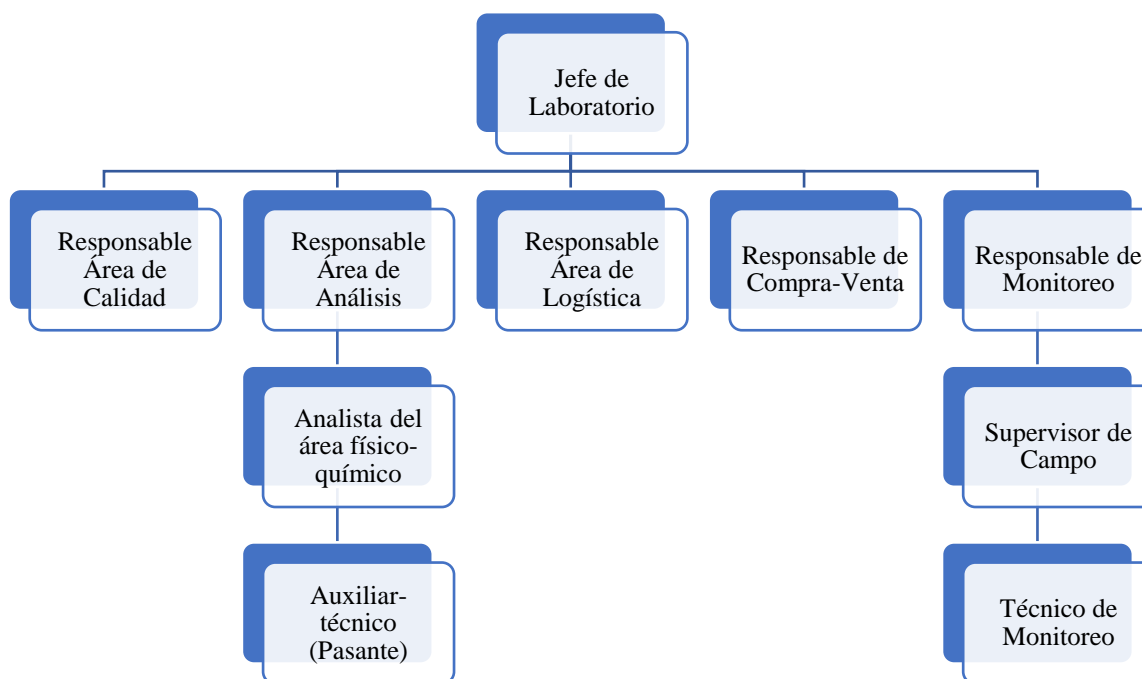 Jefe de
Laboratorio
Responsable
Área de
Calidad
Responsable
Área de
Análisis
Responsable
Área de
Logística
Responsable de
Compra-Venta
Responsable de
Monitoreo
Analista del
área físico-
químico
Supervisor de
Campo
Auxiliar-
técnico
(Pasante)
Técnico de
Monitoreo